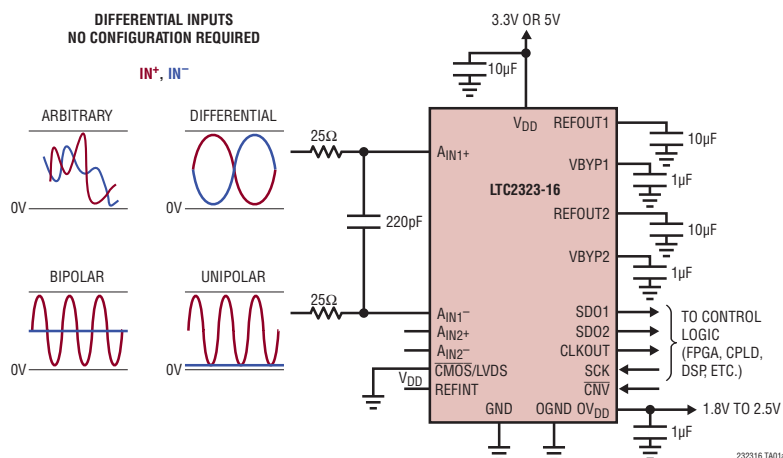 DIFFERENTIAL INPUTS
NO CONFIGURATION REQUIRED
IN+, IN−
ARBITRARY
DIFFERENTIAL
0V
0V
BIPOLAR
UNIPOLAR
0V
0V
25Ω
220pF
25Ω
3.3V OR 5V
10µF
VDD
REFOUT1
10µF
AIN1+
VBYP1
1µF
LTC2323-16
REFOUT2
10µF
VBYP2
1µF
AIN1−
SDO1
AIN2+
SDO2
AIN2−
CLKOUT
CMOS/LVDS
SCK
VDD
REFINT
CNV
TO CONTROL
LOGIC
(FPGA, CPLD,
DSP, ETC.)
GND
OGND
OVDD
1.8V TO 2.5V
1µF